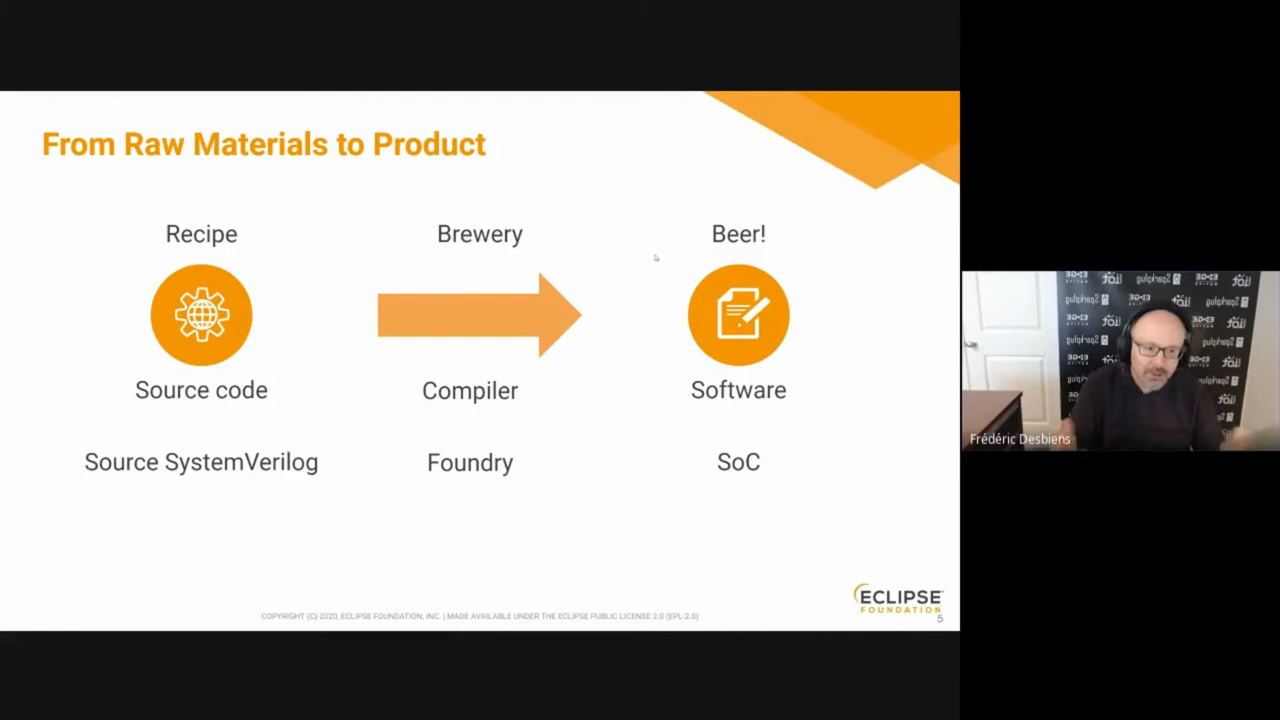 From Raw Materials to Product
Recipe
Brewery
Beer!
Source code
Compiler
Software
Source SystemVerilog
Foundry
SoC
COPYRIGHT (C) 2020, ECLIPSE FOUNDATION, INC. | MADE AVAILABLE UNDER THE ECLIPSE PUBLIC LICENSE 2.0 (EPL-2.0)
ECLIPSE
FOUNDATION
5
Frédéric Desbiens